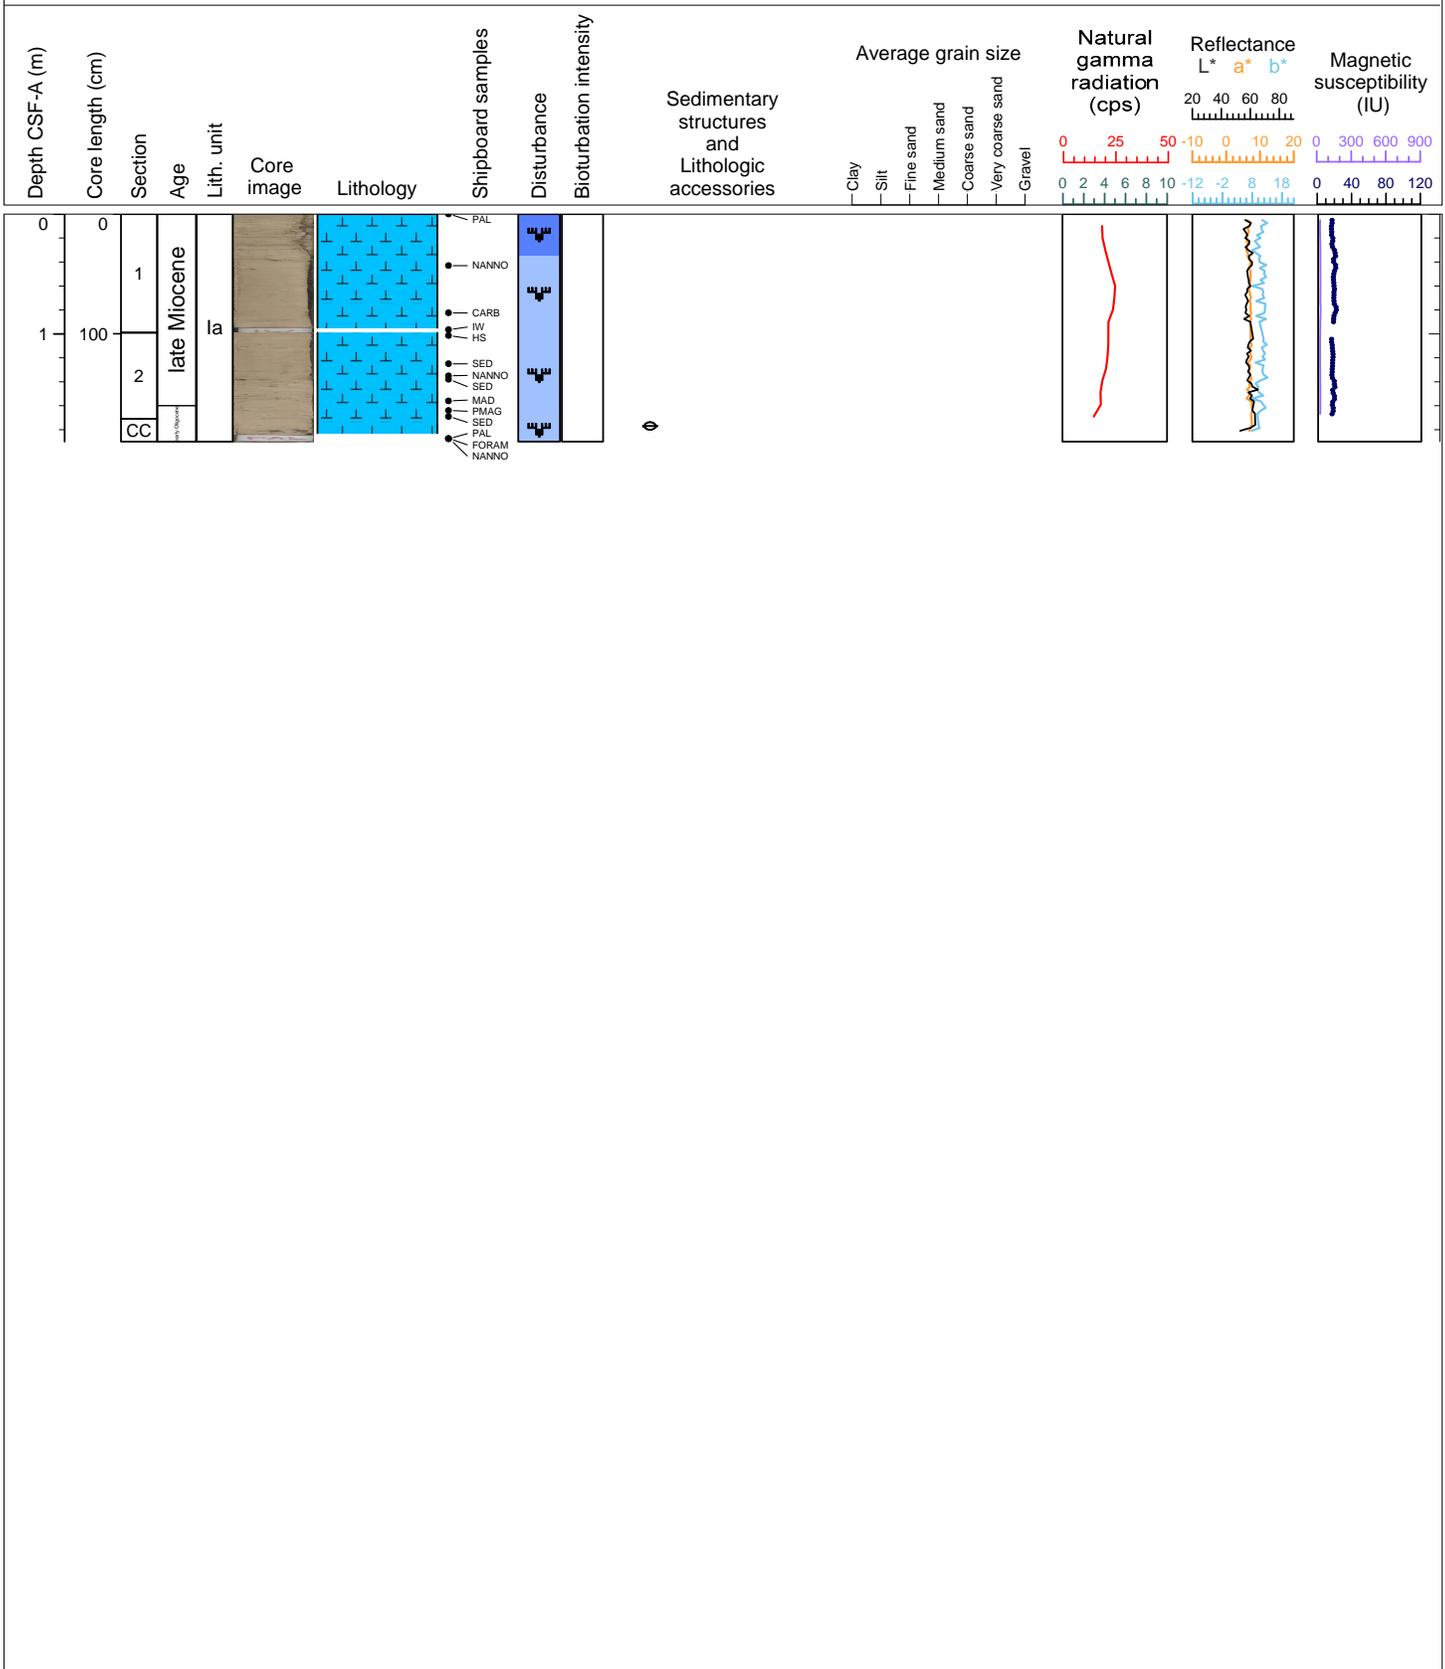 Depth CSF-A (m)
Core length (cm)
Section
Age
Lith. unit
Core
image
Lithology
Shipboard samples
Disturbance
Bioturbation intensity
Sedimentary
structures
and
Lithologic
accessories
Average grain size
Clay
Silt
Fine sand
Medium sand
Coarse sand
Very coarse sand
Gravel
Natural
gamma
radiation
(cps)
0 25 50
0 2 4 6 8 10
Reflectance
L* a* b*
20 40 60 80
-10 0 10 20
-12 -2 8 18
Magnetic
susceptibility
(IU)
0 300 600 900
0 40 80 120
0
1
0
100
1
2
CC
late Miocene
early Oligocene
Ia
PAL
NANNO
CARB
IW
HS
SED
NANNO
SED
MAD
PMAG
SED
PAL
FORAM
NANNO